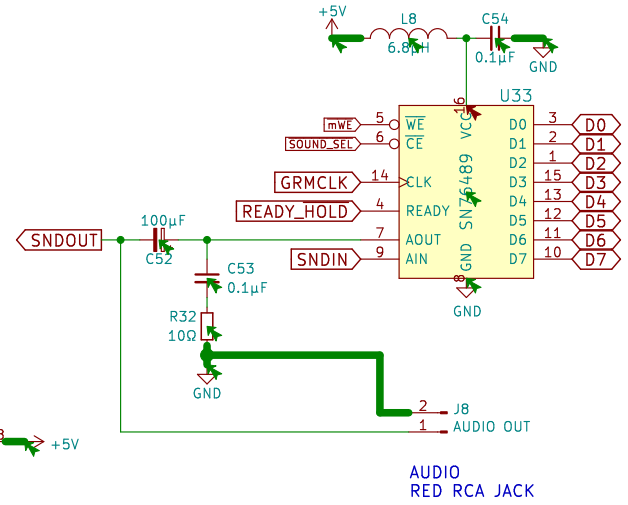 +5V
L8
6.8µH
C54
0.1µF
GND
U33
16
VCC
SN76489
GND
8
GND
mWE
5
WE
SOUND_SEL
6
CE
GRMCLK
14
CLK
READY_HOLD
4
READY
7
AOUT
SNDIN
9
AIN
D0
3
D0
D1
2
D1
D2
1
D2
D3
15
D3
D4
13
D4
D5
12
D5
D6
11
D6
D7
10
D7
SNDOUT
100µF
C52
C53
0.1µF
R32
10Ω
GND
2
J8
1
AUDIO OUT
+5V
AUDIO
RED RCA JACK